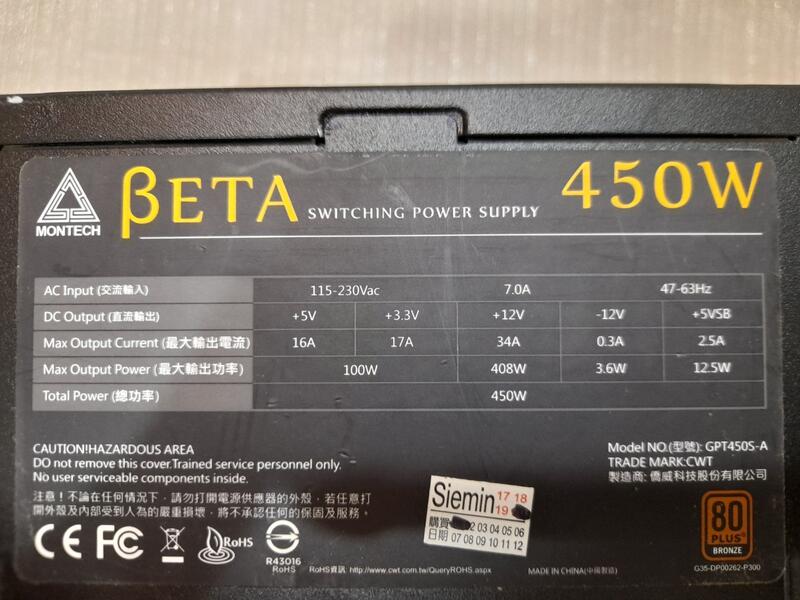 MONTECH
βETA SWITCHING POWER SUPPLY 450W
AC Input (交流輸入) 115-230Vac 7.0A 47-63Hz
DC Output (直流輸出) +5V +3.3V +12V -12V +5VSB
Max Output Current (最大輸出電流) 16A 17A 34A 0.3A 2.5A
Max Output Power (最大輸出功率) 100W 408W 3.6W 12.5W
Total Power (總功率) 450W
CAUTION!HAZARDOUS AREA
DO not remove this cover.Trained service personnel only.
No user serviceable components inside.
注意！不論在任何情況下，請勿打開電源供應器的外殼，若任意打
開外殼及內部受到人為的嚴重損壞，將不承認任何的保固及服務。
Model NO.(型號): GPT450S-A
TRADE MARK:CWT
製造商: 僑威科技股份有限公司
Siemin 17 18
19
購買 2 03 04 05 06
日期 07 08 09 10 11 12
80
PLUS
BRONZE
CE FC RoHS
R43016
RoHS
RoHS資訊: http://www.cwt.com.tw/QueryROHS.aspx
MADE IN CHINA(中國製造)
G35-DP00262-P300